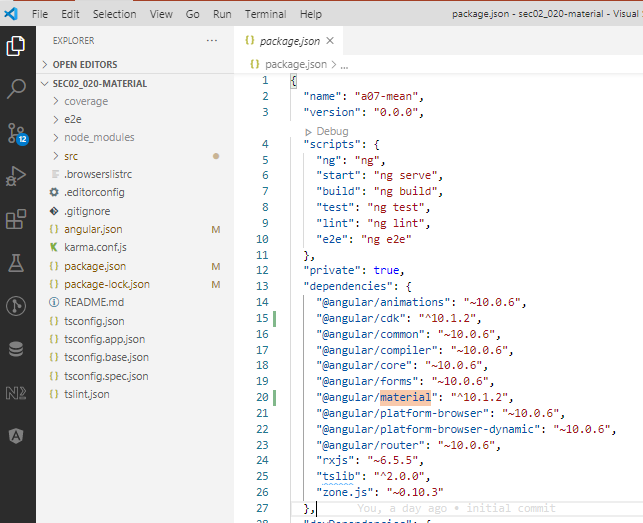 File Edit Selection View Go Run Terminal Help package.json - sec02_020-material - Visual S
EXPLORER
package.json
OPEN EDITORS
package.json > ...
SEC02_020-MATERIAL
coverage
e2e
node_modules
src
.browserslistrc
.editorconfig
.gitignore
angular.json M
karma.conf.js
package.json M
package-lock.json M
README.md
tsconfig.json
tsconfig.app.json
tsconfig.base.json
tsconfig.spec.json
tslint.json
12
1 {
2 "name": "a07-mean",
3 "version": "0.0.0",
Debug
4 "scripts": {
5 "ng": "ng",
6 "start": "ng serve",
7 "build": "ng build",
8 "test": "ng test",
9 "lint": "ng lint",
10 "e2e": "ng e2e"
11 },
12 "private": true,
13 "dependencies": {
14 "@angular/animations": "~10.0.6",
15 "@angular/cdk": "^10.1.2",
16 "@angular/common": "~10.0.6",
17 "@angular/compiler": "~10.0.6",
18 "@angular/core": "~10.0.6",
19 "@angular/forms": "~10.0.6",
20 "@angular/material": "^10.1.2",
21 "@angular/platform-browser": "~10.0.6",
22 "@angular/platform-browser-dynamic": "~10.0.6",
23 "@angular/router": "~10.0.6",
24 "rxjs": "~6.5.5",
25 "tslib": "^2.0.0",
26 "zone.js": "~0.10.3"
27 }, You, a day ago • initial commit
28 "devDependencies": {